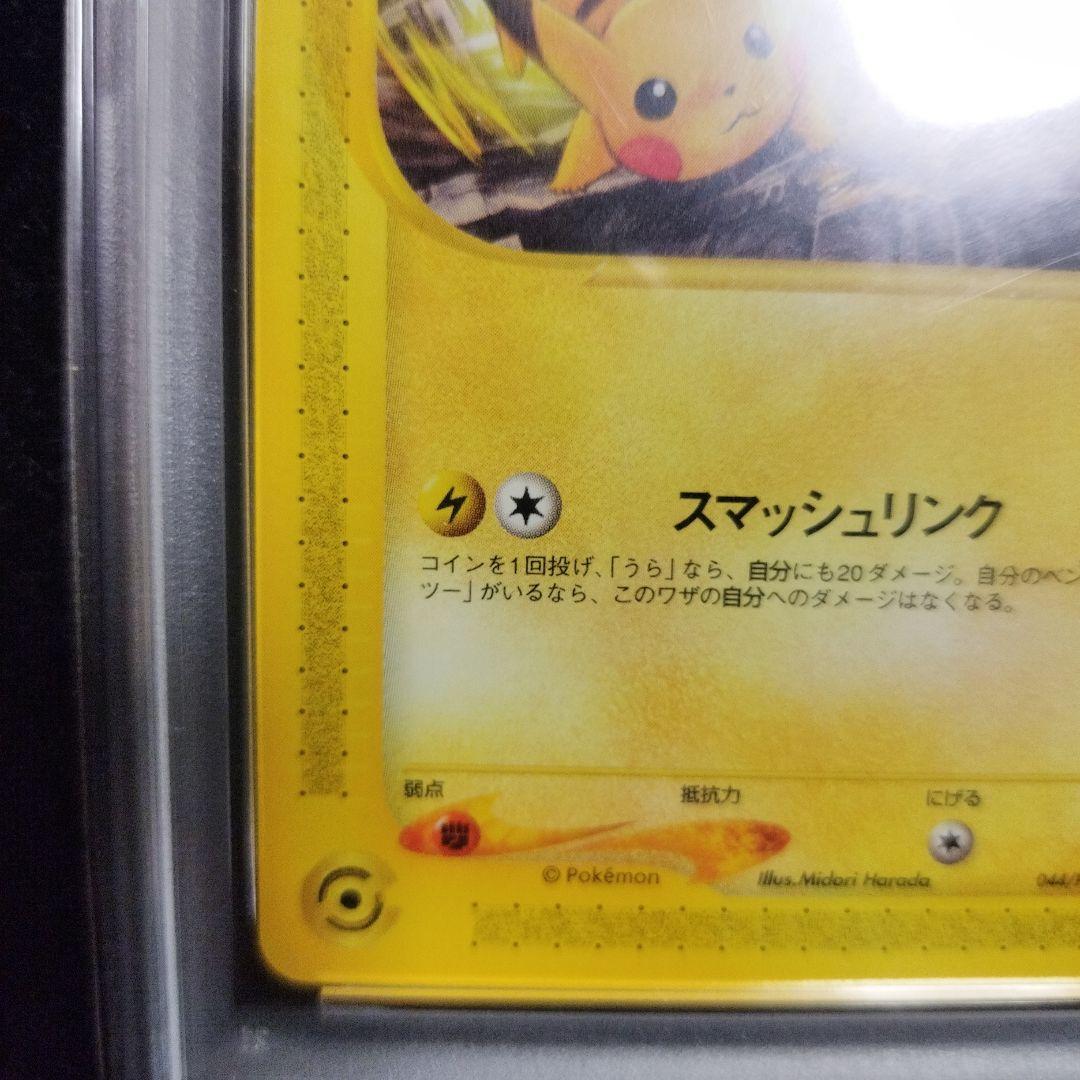 スマッシュリンク
コインを1回投げ、「うら」なら、自分にも20ダメージ。自分のベン
ツー」がいるなら、このワザの自分へのダメージはなくなる。
弱点 抵抗力 にげる
© Pokémon Illus. Midori Harada 044/